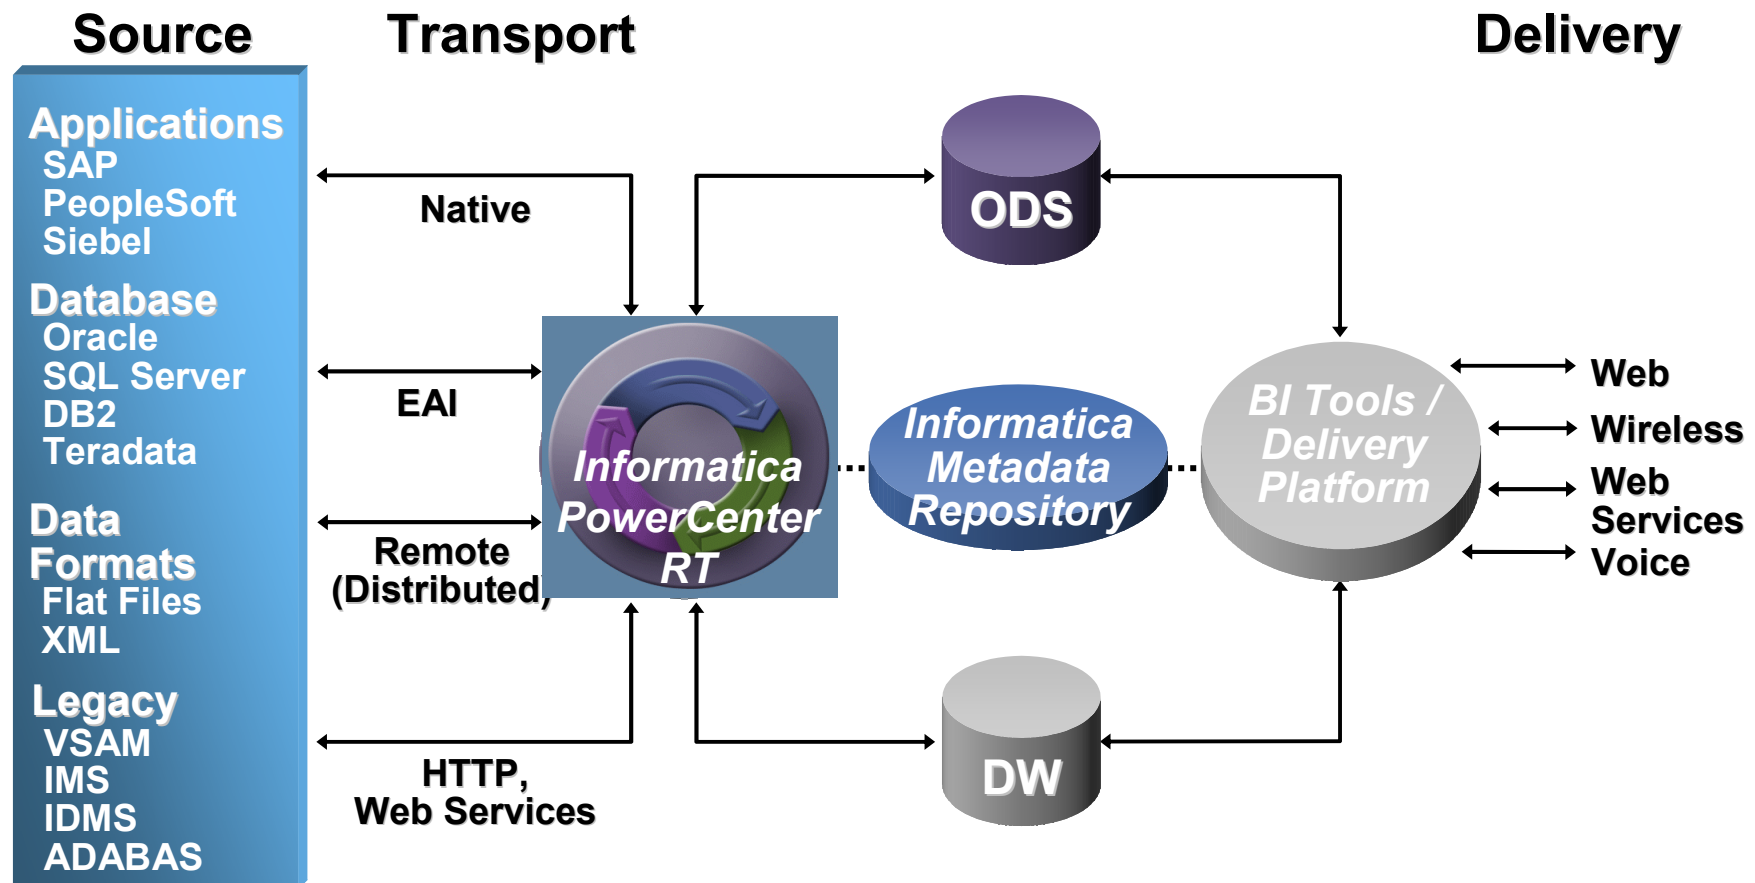 Source
Transport
Delivery
Applications
SAP
PeopleSoft
Siebel
Database
Oracle
SQL Server
DB2
Teradata
Data
Formats
Flat Files
XML
Legacy
VSAM
IMS
IDMS
ADABAS
Native
EAI
Remote
(Distributed)
HTTP,
Web Services
Informatica
PowerCenter
RT
ODS
Informatica
Metadata
Repository
DW
BI Tools /
Delivery
Platform
Web
Wireless
Web
Services
Voice